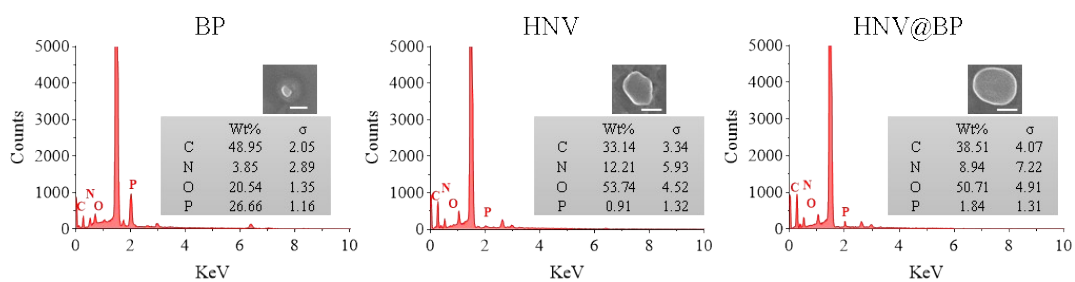 BP
5000
4000
3000
2000
1000
0
Counts
Wt% σ
C 48.95 2.05
N 3.85 2.89
O 20.54 1.35
P 26.66 1.16
C
N
O
P
0 2 4 6 8 10
KeV
HNV
5000
4000
3000
2000
1000
0
Counts
Wt% σ
C 33.14 3.34
N 12.21 5.93
O 53.74 4.52
P 0.91 1.32
C
N
O
P
0 2 4 6 8 10
KeV
HNV@BP
5000
4000
3000
2000
1000
0
Counts
Wt% σ
C 38.51 4.07
N 8.94 7.22
O 50.71 4.91
P 1.84 1.31
C
N
O
P
0 2 4 6 8 10
KeV